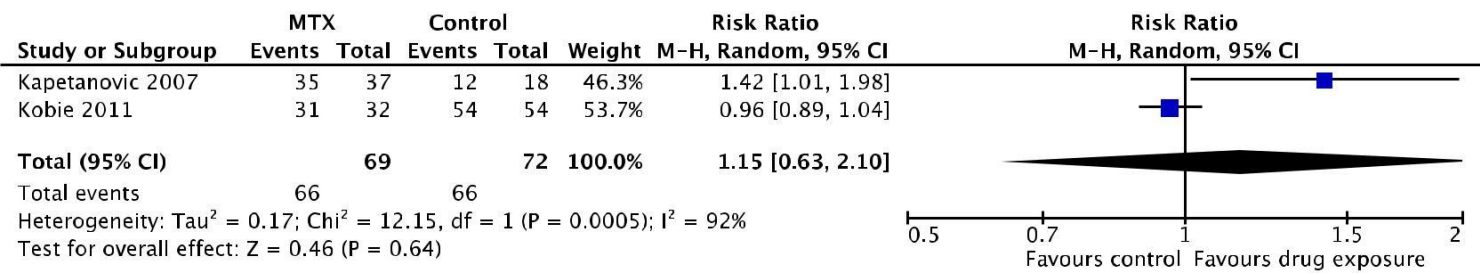 MTX Control Risk Ratio Risk Ratio
Study or Subgroup Events Total Events Total Weight M-H, Random, 95% CI M-H, Random, 95% CI
Kapetanovic 2007 35 37 12 18 46.3% 1.42 [1.01, 1.98]
Kobie 2011 31 32 54 54 53.7% 0.96 [0.89, 1.04]
Total (95% CI) 69 72 100.0% 1.15 [0.63, 2.10]
Total events 66 66
Heterogeneity: Tau² = 0.17; Chi² = 12.15, df = 1 (P = 0.0005); I² = 92%
Test for overall effect: Z = 0.46 (P = 0.64)
0.5 0.7 1 1.5 2
Favours control Favours drug exposure